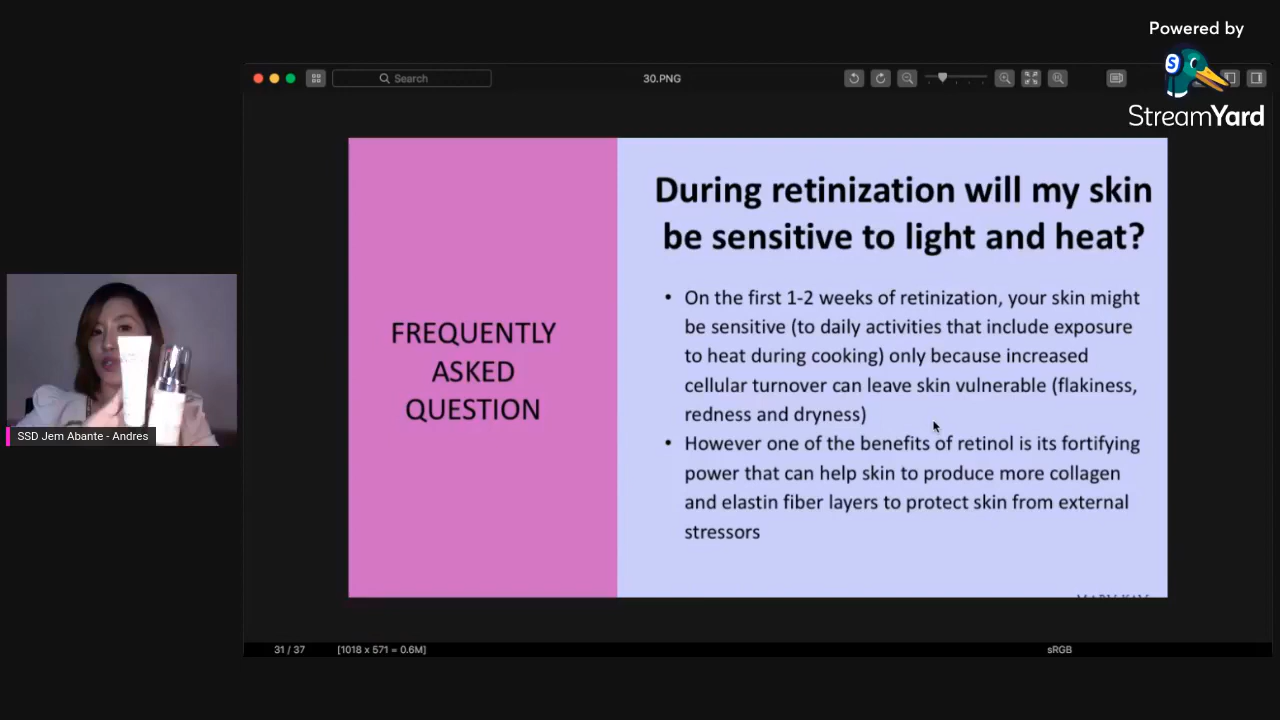 Powered by
StreamYard
Search
30.PNG
During retinization will my skin
be sensitive to light and heat?
• On the first 1-2 weeks of retinization, your skin might
be sensitive (to daily activities that include exposure
to heat during cooking) only because increased
cellular turnover can leave skin vulnerable (flakiness,
redness and dryness)
• However one of the benefits of retinol is its fortifying
power that can help skin to produce more collagen
and elastin fiber layers to protect skin from external
stressors
FREQUENTLY
ASKED
QUESTION
SSD Jem Abante - Andres
31 / 37
[1018 x 571 = 0.6M]
sRGB